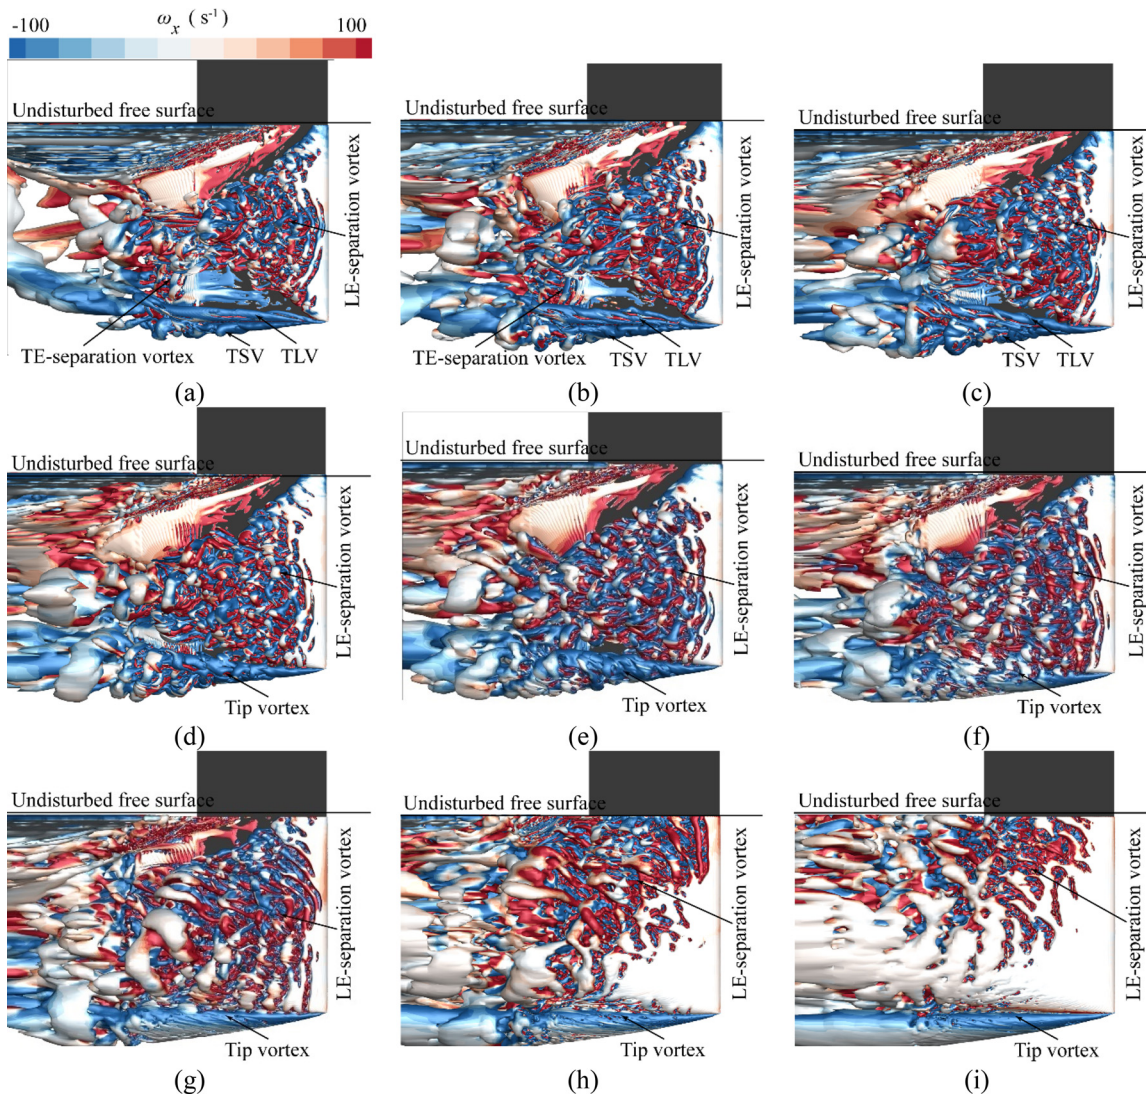 -100 ωx ( s-1) 100
Undisturbed free surface
LE-separation vortex
TE-separation vortex TSV TLV
(a)
Undisturbed free surface
LE-separation vortex
TE-separation vortex TSV TLV
(b)
Undisturbed free surface
LE-separation vortex
TSV TLV
(c)
Undisturbed free surface
LE-separation vortex
Tip vortex
(d)
Undisturbed free surface
LE-separation vortex
Tip vortex
(e)
Undisturbed free surface
LE-separation vortex
Tip vortex
(f)
Undisturbed free surface
LE-separation vortex
Tip vortex
(g)
Undisturbed free surface
LE-separation vortex
Tip vortex
(h)
Undisturbed free surface
LE-separation vortex
Tip vortex
(i)